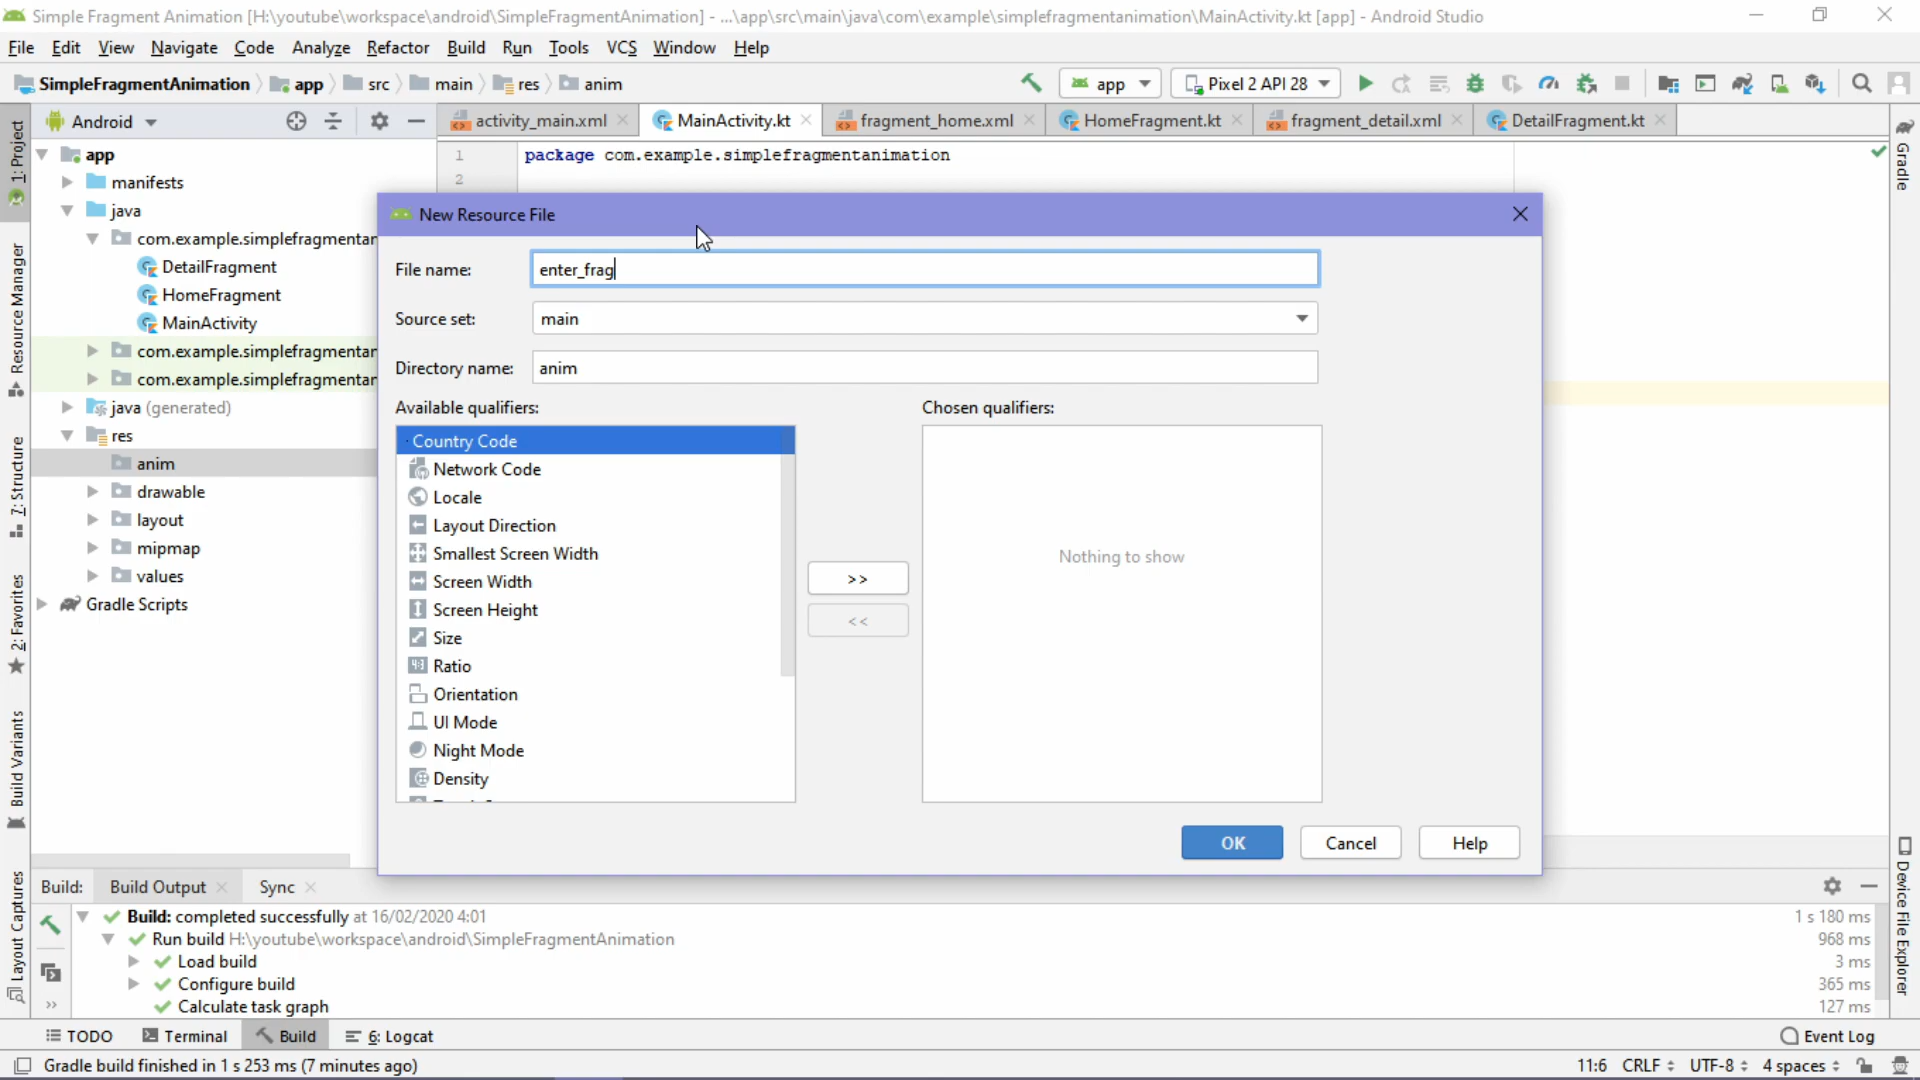 Simple Fragment Animation [H:\youtube\workspace\android\SimpleFragmentAnimation] - ...\app\src\main\java\com\example\simplefragmentanimation\MainActivity.kt [app] - Android Studio
File Edit View Navigate Code Analyze Refactor Build Run Tools VCS Window Help
SimpleFragmentAnimation app src main res anim app Pixel 2 API 28
Android activity_main.xml MainActivity.kt fragment_home.xml HomeFragment.kt fragment_detail.xml DetailFragment.kt
1: Project
Resource Manager
7: Structure
2: Favorites
Build Variants
Layout Captures
app
manifests
java
com.example.simplefragmentan
DetailFragment
HomeFragment
MainActivity
com.example.simplefragmentan
com.example.simplefragmentan
java (generated)
res
anim
drawable
layout
mipmap
values
Gradle Scripts
1 package com.example.simplefragmentanimation
2
New Resource File
File name: enter_frag
Source set: main
Directory name: anim
Available qualifiers: Chosen qualifiers:
Country Code
Network Code
Locale
Layout Direction
Smallest Screen Width
Screen Width
Screen Height
Size
Ratio
Orientation
UI Mode
Night Mode
Density
Nothing to show
>>
<<
OK Cancel Help
Gradle
Device File Explorer
Build: Build Output Sync
Build: completed successfully at 16/02/2020 4:01 1 s 180 ms
Run build H:\youtube\workspace\android\SimpleFragmentAnimation 968 ms
Load build 3 ms
Configure build 365 ms
Calculate task graph 127 ms
TODO Terminal Build 6: Logcat Event Log
Gradle build finished in 1 s 253 ms (7 minutes ago) 11:6 CRLF UTF-8 4 spaces